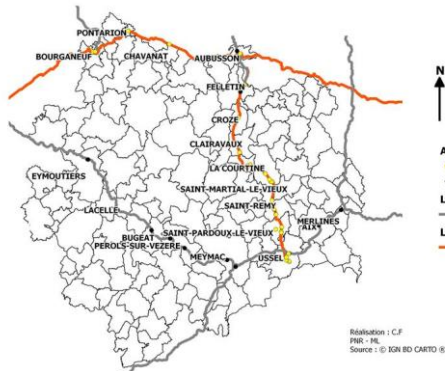 PONTARION
BOURGANEUF
CHAVANAT
AUBUSSON
N
FELLETIN
CROZE
CLAIRAVAUX
LA COURTINE
EYMOUTIERS
SAINT-MARTIAL-LE-VIEUX
LACELLE
SAINT-REMY
MERLINES
AIX
BUGEAT
SAINT-PARDOUX-LE-VIEUX
PEROLS-SUR-VEZERE
MEYMAC
USSEL
A
L
L
Réalisation : C.F
PNR - ML
Source : © IGN BD CARTO ®